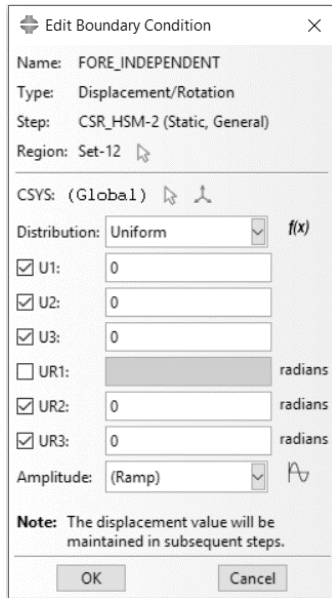 Edit Boundary Condition
Name: FORE_INDEPENDENT
Type: Displacement/Rotation
Step: CSR_HSM-2 (Static, General)
Region: Set-12
CSYS: (Global)
Distribution: Uniform f(x)
U1: 0
U2: 0
U3: 0
UR1: radians
UR2: 0 radians
UR3: 0 radians
Amplitude: (Ramp)
Note: The displacement value will be
maintained in subsequent steps.
OK Cancel